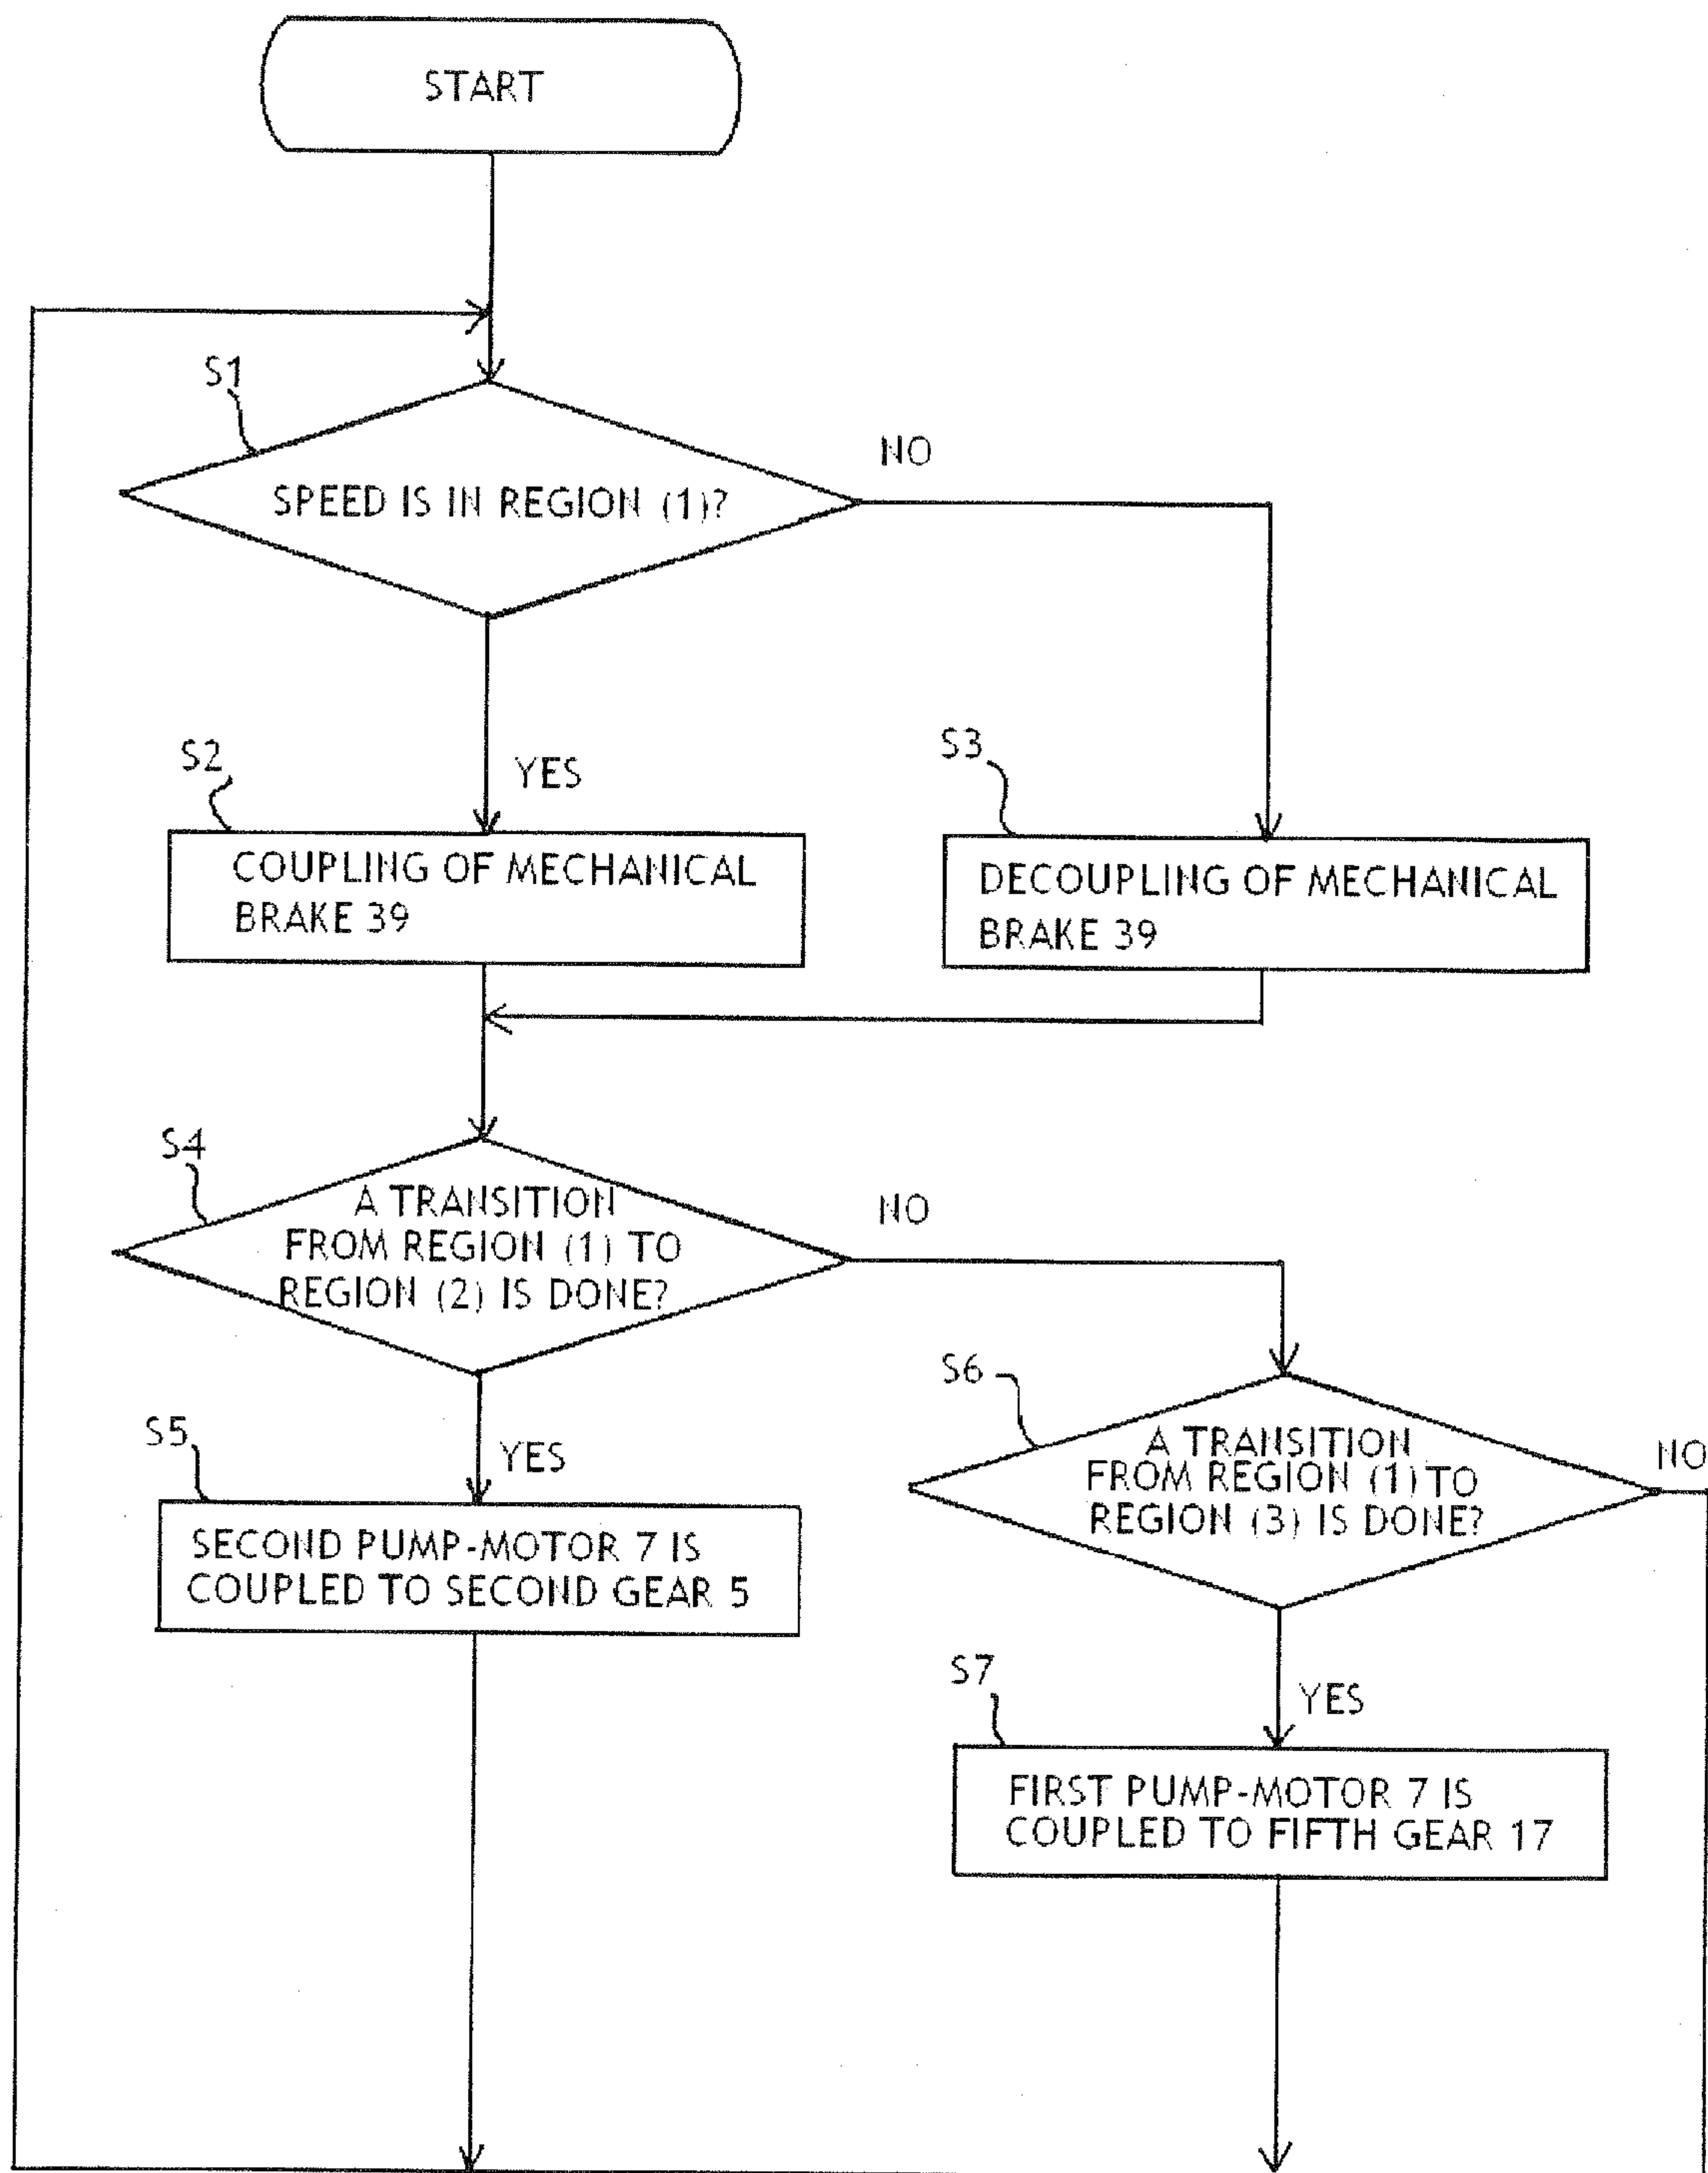 START
S1
NO
SPEED IS IN REGION (1)?
S2
YES
S3
COUPLING OF MECHANICAL
BRAKE 39
DECOUPLING OF MECHANICAL
BRAKE 39
S4
NO
A TRANSITION
FROM REGION (1) TO
REGION (2) IS DONE?
S5
YES
S6
NO
A TRANSITION
FROM REGION (1) TO
REGION (3) IS DONE?
SECOND PUMP-MOTOR 7 IS
COUPLED TO SECOND GEAR 5
S7
YES
FIRST PUMP-MOTOR 7 IS
COUPLED TO FIFTH GEAR 17